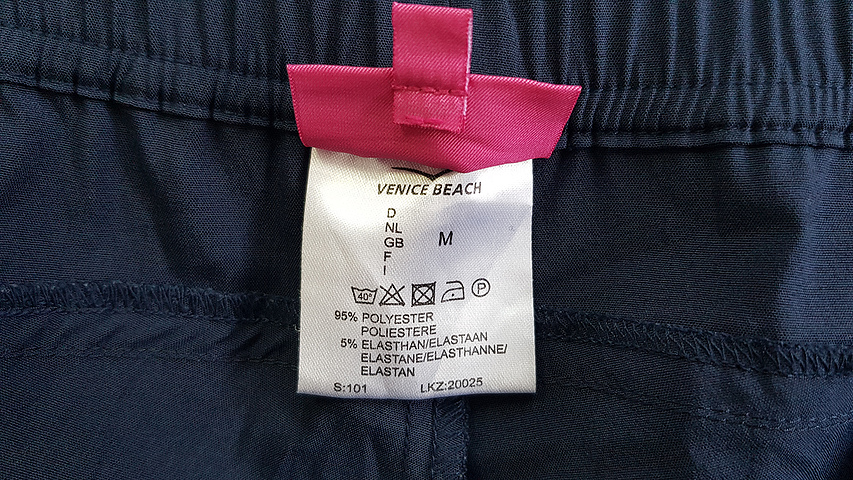 VENICE BEACH
D
NL
GB
F
I
M
40°
P
95% POLYESTER
POLIESTERE
5% ELASTHAN/ELASTAAN
ELASTANE/ELASTHANNE/
ELASTAN
S:101 LKZ:20025